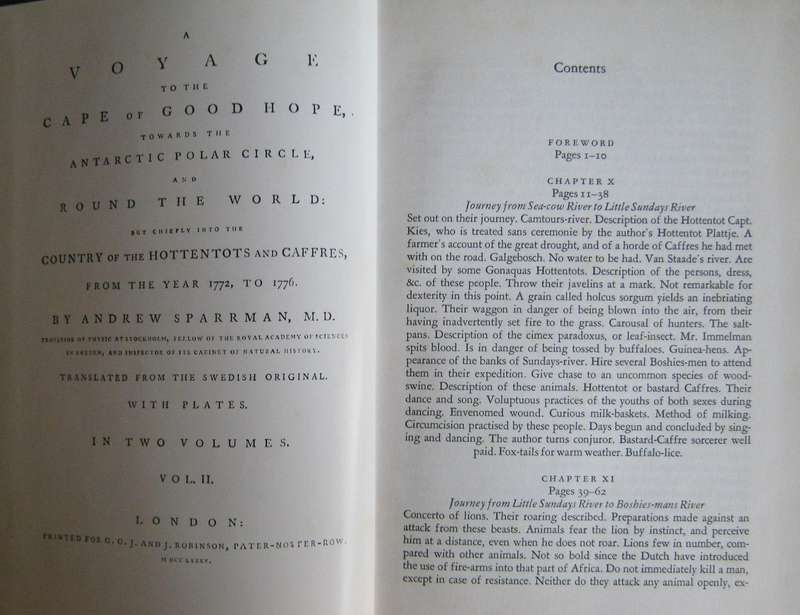 A
VOYAGE
TO THE
CAPE OF GOOD HOPE,
TOWARDS THE
ANTARCTIC POLAR CIRCLE,
AND
ROUND THE WORLD:
BUT CHIEFLY INTO THE
COUNTRY OF THE HOTTENTOTS AND CAFFRES,
FROM THE YEAR 1772, TO 1776.
BY ANDREW SPARRMAN, M.D.
PROFESSOR OF PHYSIC AT STOCKHOLM, FELLOW OF THE ROYAL ACADEMY OF SCIENCES
IN SWEDEN, AND INSPECTOR OF ITS CABINET OF NATURAL HISTORY.
TRANSLATED FROM THE SWEDISH ORIGINAL.
WITH PLATES.
IN TWO VOLUMES.
VOL. II.
LONDON:
PRINTED FOR G. G. J. AND J. ROBINSON, PATER-NOSTER-ROW.
MDCCLXXXV.
Contents
FOREWORD
Pages 1–10
CHAPTER X
Pages 11–38
Journey from Sea-cow River to Little Sundays River
Set out on their journey. Camtours-river. Description of the Hottentot Capt.
Kies, who is treated sans ceremonie by the author's Hottentot Plattje. A
farmer's account of the great drought, and of a horde of Caffres he had met
with on the road. Galgebosch. No water to be had. Van Staade's river. Are
visited by some Gonaquas Hottentots. Description of the persons, dress,
&c. of these people. Throw their javelins at a mark. Not remarkable for
dexterity in this point. A grain called holcus sorgum yields an inebriating
liquor. Their waggon in danger of being blown into the air, from their
having inadvertently set fire to the grass. Carousal of hunters. The salt-
pans. Description of the cimex paradoxus, or leaf-insect. Mr. Immelman
spits blood. Is in danger of being tossed by buffaloes. Guinea-hens. Ap-
pearance of the banks of Sundays-river. Hire several Boshies-men to attend
them in their expedition. Give chase to an uncommon species of wood-
swine. Description of these animals. Hottentot or bastard Caffres. Their
dance and song. Voluptuous practices of the youths of both sexes during
dancing. Envenomed wound. Curious milk-baskets. Method of milking.
Circumcision practised by these people. Days begun and concluded by sing-
ing and dancing. The author turns conjuror. Bastard-Caffre sorcerer well
paid. Fox-tails for warm weather. Buffalo-lice.
CHAPTER XI
Pages 39–62
Journey from Little Sundays River to Boshies-mans River
Concerto of lions. Their roaring described. Preparations made against an
attack from these beasts. Animals fear the lion by instinct, and perceive
him at a distance, even when he does not roar. Lions few in number, com-
pared with other animals. Not so bold since the Dutch have introduced
the use of fire-arms into that part of Africa. Do not immediately kill a man,
except in case of resistance. Neither do they attack any animal openly, ex-